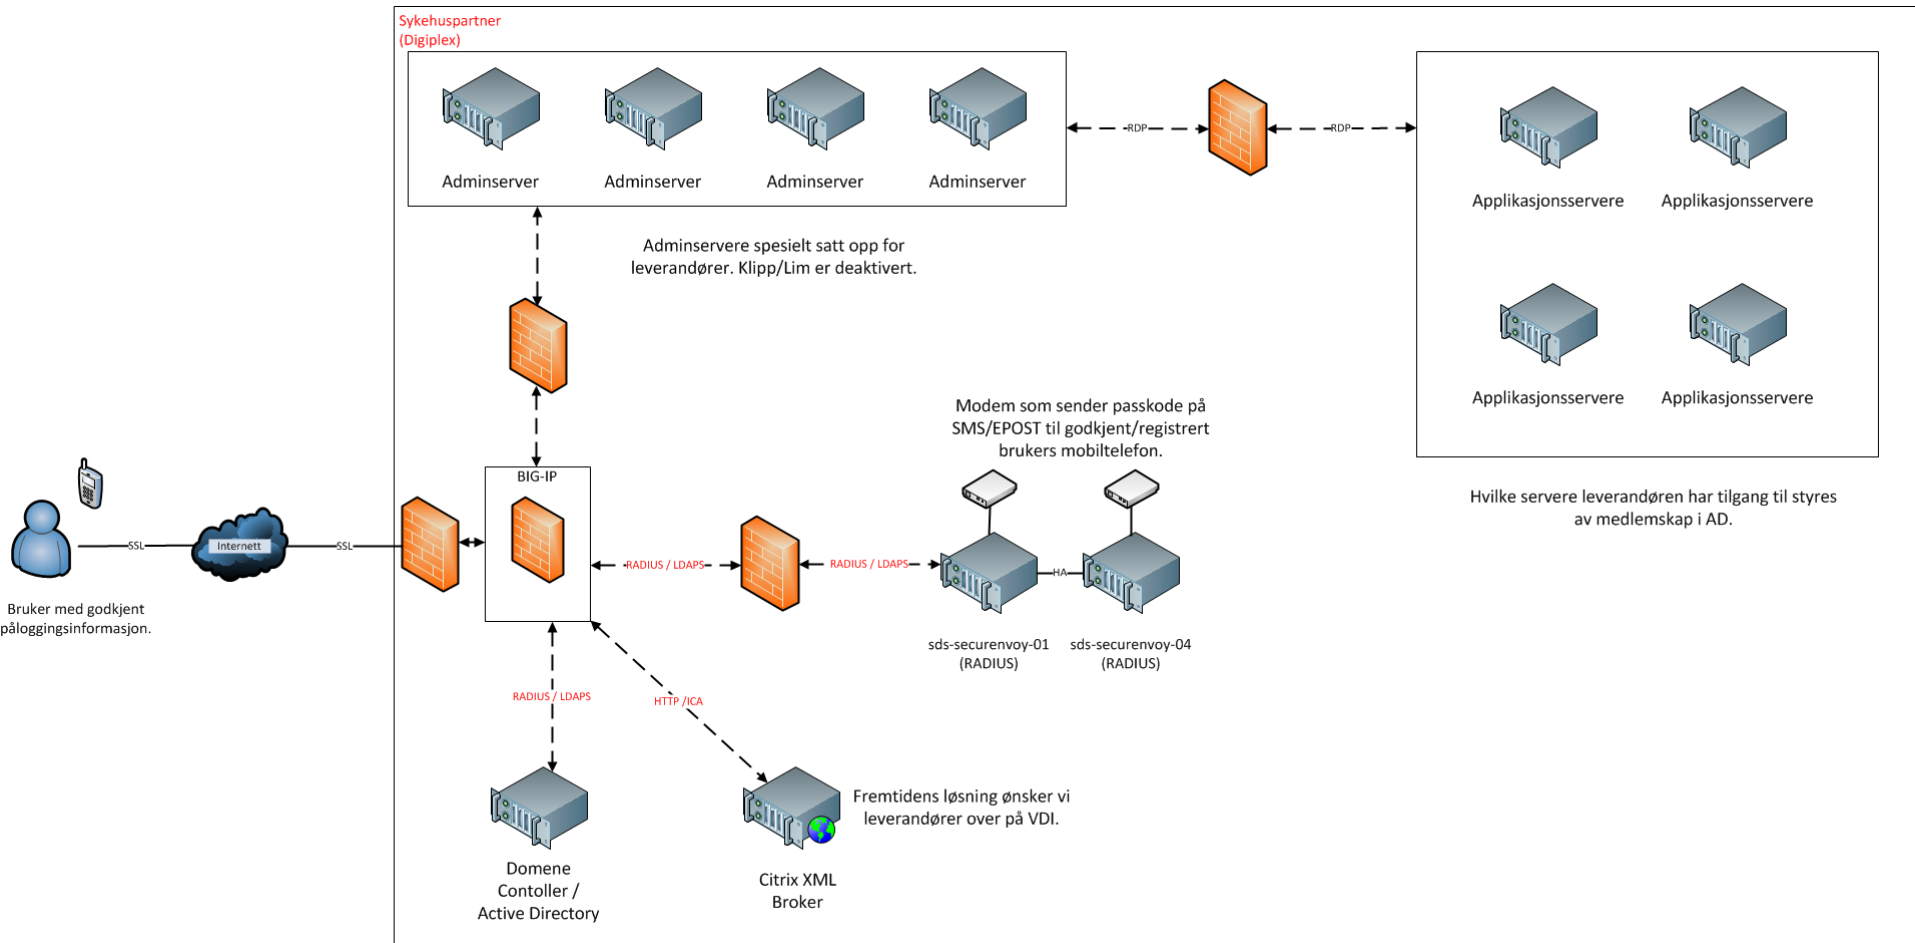 Sykehuspartner
(Digiplex)
Adminserver
Adminserver
Adminserver
Adminserver
RDP
RDP
Applikasjonsservere
Applikasjonsservere
Applikasjonsservere
Applikasjonsservere
Adminservere spesielt satt opp for
leverandører. Klipp/Lim er deaktivert.
Modem som sender passkode på
SMS/EPOST til godkjent/registrert
brukers mobiltelefon.
Hvilke servere leverandøren har tilgang til styres
av medlemskap i AD.
BIG-IP
SSL
Internett
SSL
RADIUS / LDAPS
RADIUS / LDAPS
HA
Bruker med godkjent
påloggingsinformasjon.
sds-securenvoy-01
(RADIUS)
sds-securenvoy-04
(RADIUS)
RADIUS / LDAPS
HTTP /ICA
Fremtidens løsning ønsker vi
leverandører over på VDI.
Domene
Contoller /
Active Directory
Citrix XML
Broker